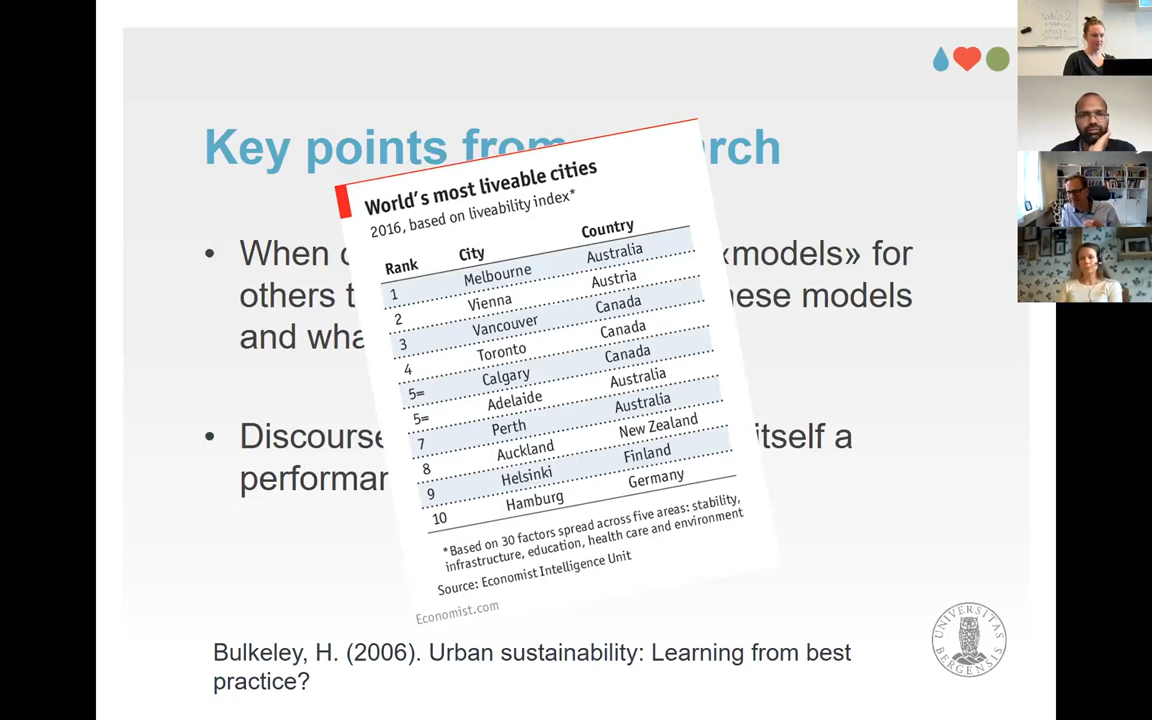 Key points from
rch
World's most liveable cities
2016, based on liveability index*
Rank City Country
1 Melbourne Australia
2 Vienna Austria
3 Vancouver Canada
4 Toronto Canada
5= Calgary Canada
5= Adelaide Australia
7 Perth Australia
8 Auckland New Zealand
9 Helsinki Finland
10 Hamburg Germany
*Based on 30 factors spread across five areas: stability,
infrastructure, education, health care and environment
Source: Economist Intelligence Unit
Economist.com
• When
«models» for
others
models
and
• Discourse
itself a
Bulkeley, H. (2006). Urban sustainability: Learning from best
practice?
UNIVERSITAS
BERGENSIS